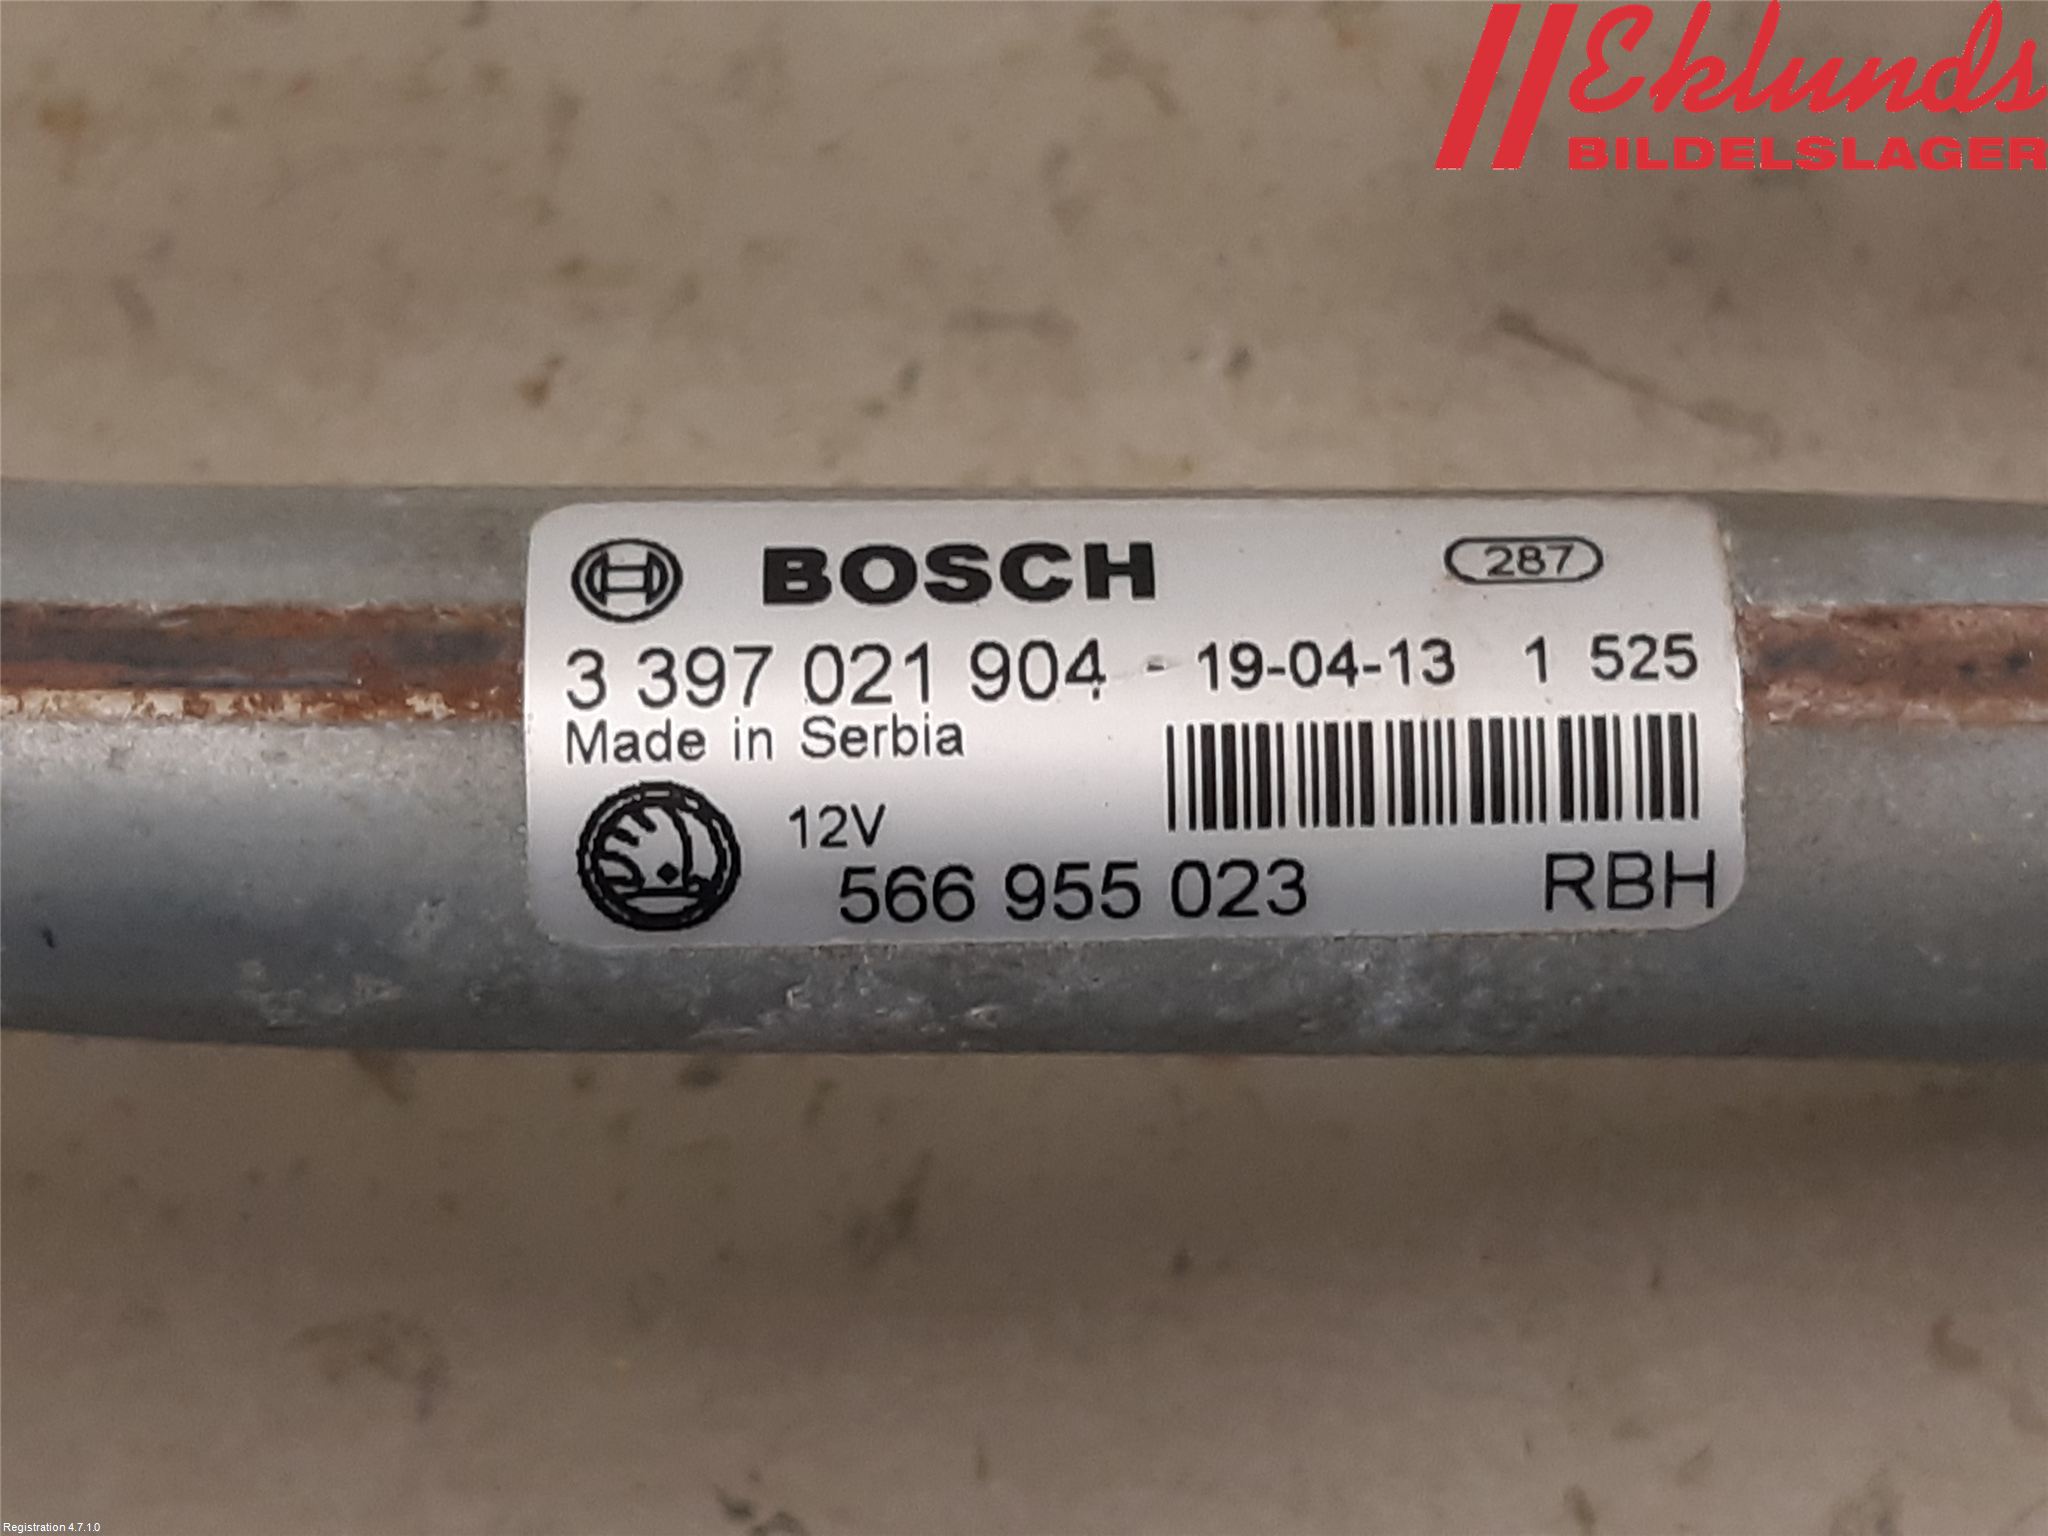 Eklunds
BILDELSLAGER
BOSCH
287
3 397 021 904 - 19-04-13 1 525
Made in Serbia
12V
566 955 023 RBH
Registration 4.7.1.0